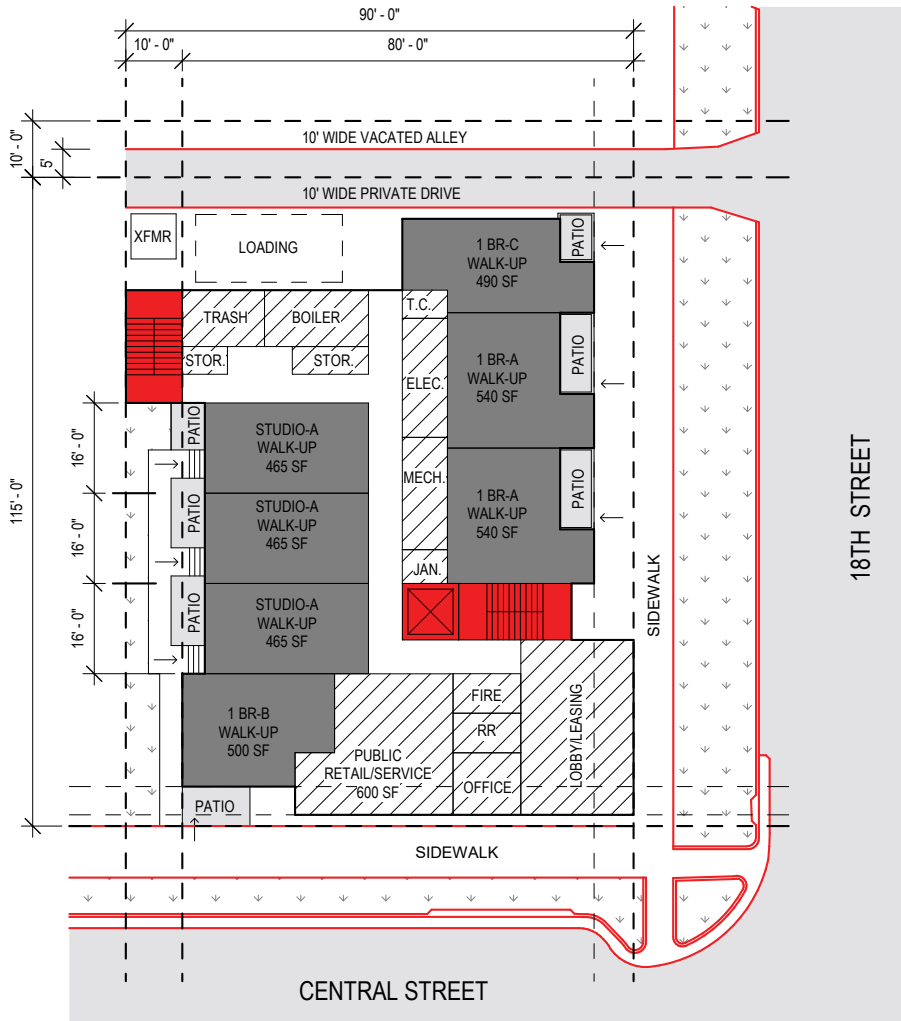 90' - 0"
10' - 0"
80' - 0"
10' - 0"
5'
10' WIDE VACATED ALLEY
10' WIDE PRIVATE DRIVE
XFMR
LOADING
1 BR-C
WALK-UP
490 SF
PATIO
TRASH
BOILER
T.C.
STOR.
STOR.
ELEC.
1 BR-A
WALK-UP
540 SF
PATIO
115' - 0"
16' - 0"
PATIO
STUDIO-A
WALK-UP
465 SF
MECH.
1 BR-A
WALK-UP
540 SF
PATIO
18TH STREET
16' - 0"
PATIO
STUDIO-A
WALK-UP
465 SF
JAN.
SIDEWALK
16' - 0"
PATIO
STUDIO-A
WALK-UP
465 SF
1 BR-B
WALK-UP
500 SF
PUBLIC
RETAIL/SERVICE
600 SF
FIRE
RR
OFFICE
LOBBY/LEASING
PATIO
SIDEWALK
CENTRAL STREET